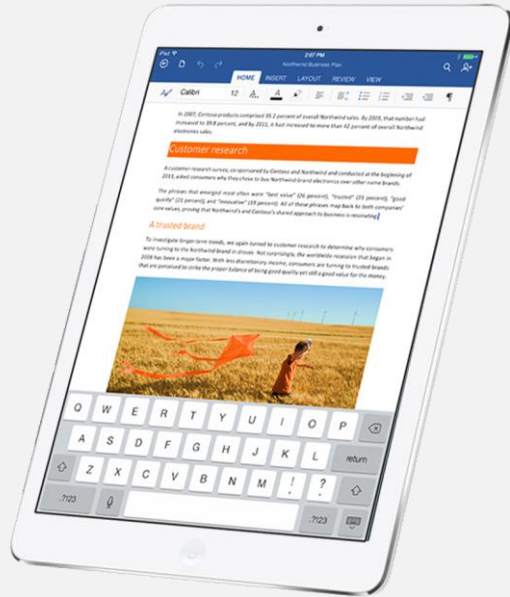 iPad
2:07 PM
Northwind Business Plan
HOME INSERT LAYOUT REVIEW VIEW
Calibri 12 A... A
In 2007, Contoso products comprised 35.2 percent of overall Northwind sales. By 2009, that number had
increased to 39.8 percent, and by 2011, it had increased to more than 42 percent of overall Northwind
electronics sales.
Customer research
A customer research survey, co-sponsored by Contoso and Northwind and conducted at the beginning of
2013, asked consumers why they chose to buy Northwind-brand electronics over other name brands.
The phrases that emerged most often were "best value" (26 percent), "trusted" (23 percent), "good
quality" (21 percent), and "innovative" (19 percent). All of these phrases map back to both companies'
core values, proving that Northwind's and Contoso's shared approach to business is resonating.
A trusted brand
To investigate longer term trends, we again turned to customer research to determine why consumers
were turning to the Northwind brand in droves. Not surprisingly, the worldwide recession that began in
2008 has been a major factor. With less discretionary income, consumers are turning to trusted brands
that are perceived to strike the proper balance of being good quality yet still a good value for the money.
Q W E R T Y U I O P
A S D F G H J K L return
Z X C V B N M ! , ? .
.?123 .?123